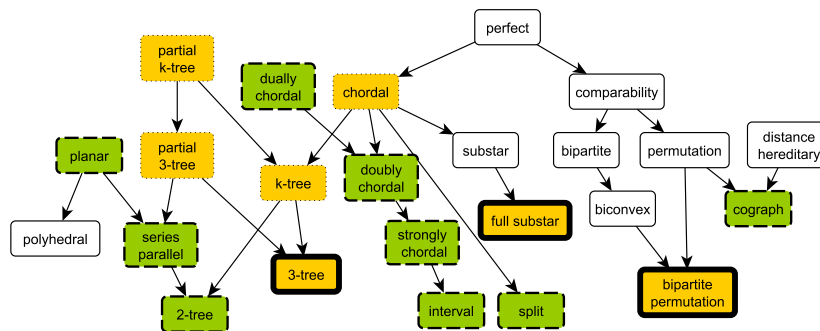 perfect
partial
k-tree
dually
chordal
chordal
comparability
planar
partial
3-tree
k-tree
doubly
chordal
substar
bipartite
permutation
distance
hereditary
polyhedral
series
parallel
3-tree
strongly
chordal
full substar
biconvex
cograph
2-tree
interval
split
bipartite
permutation